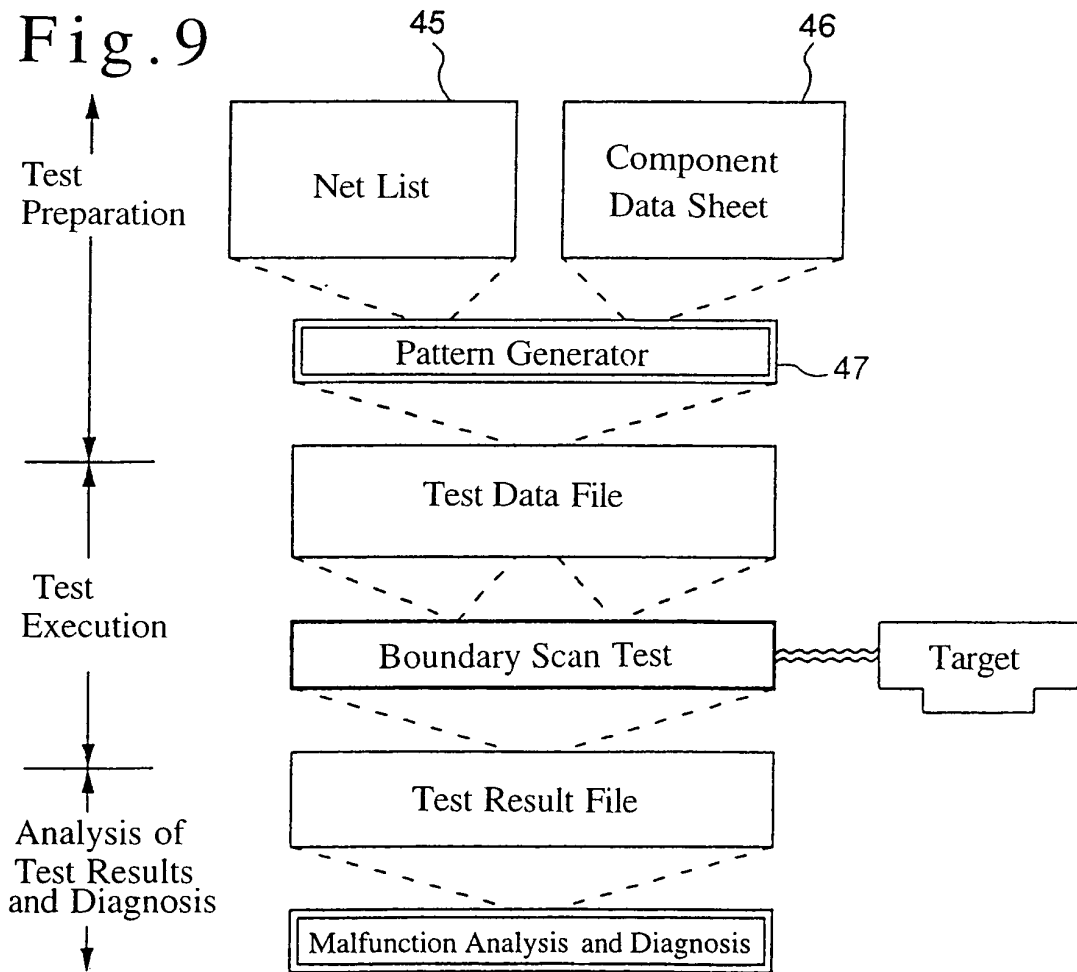 Fig.9
45
46
Test
Preparation
Net List
Component
Data Sheet
Pattern Generator
47
Test Data File
Test
Execution
Boundary Scan Test
Target
Test Result File
Analysis of
Test Results
and Diagnosis
Malfunction Analysis and Diagnosis